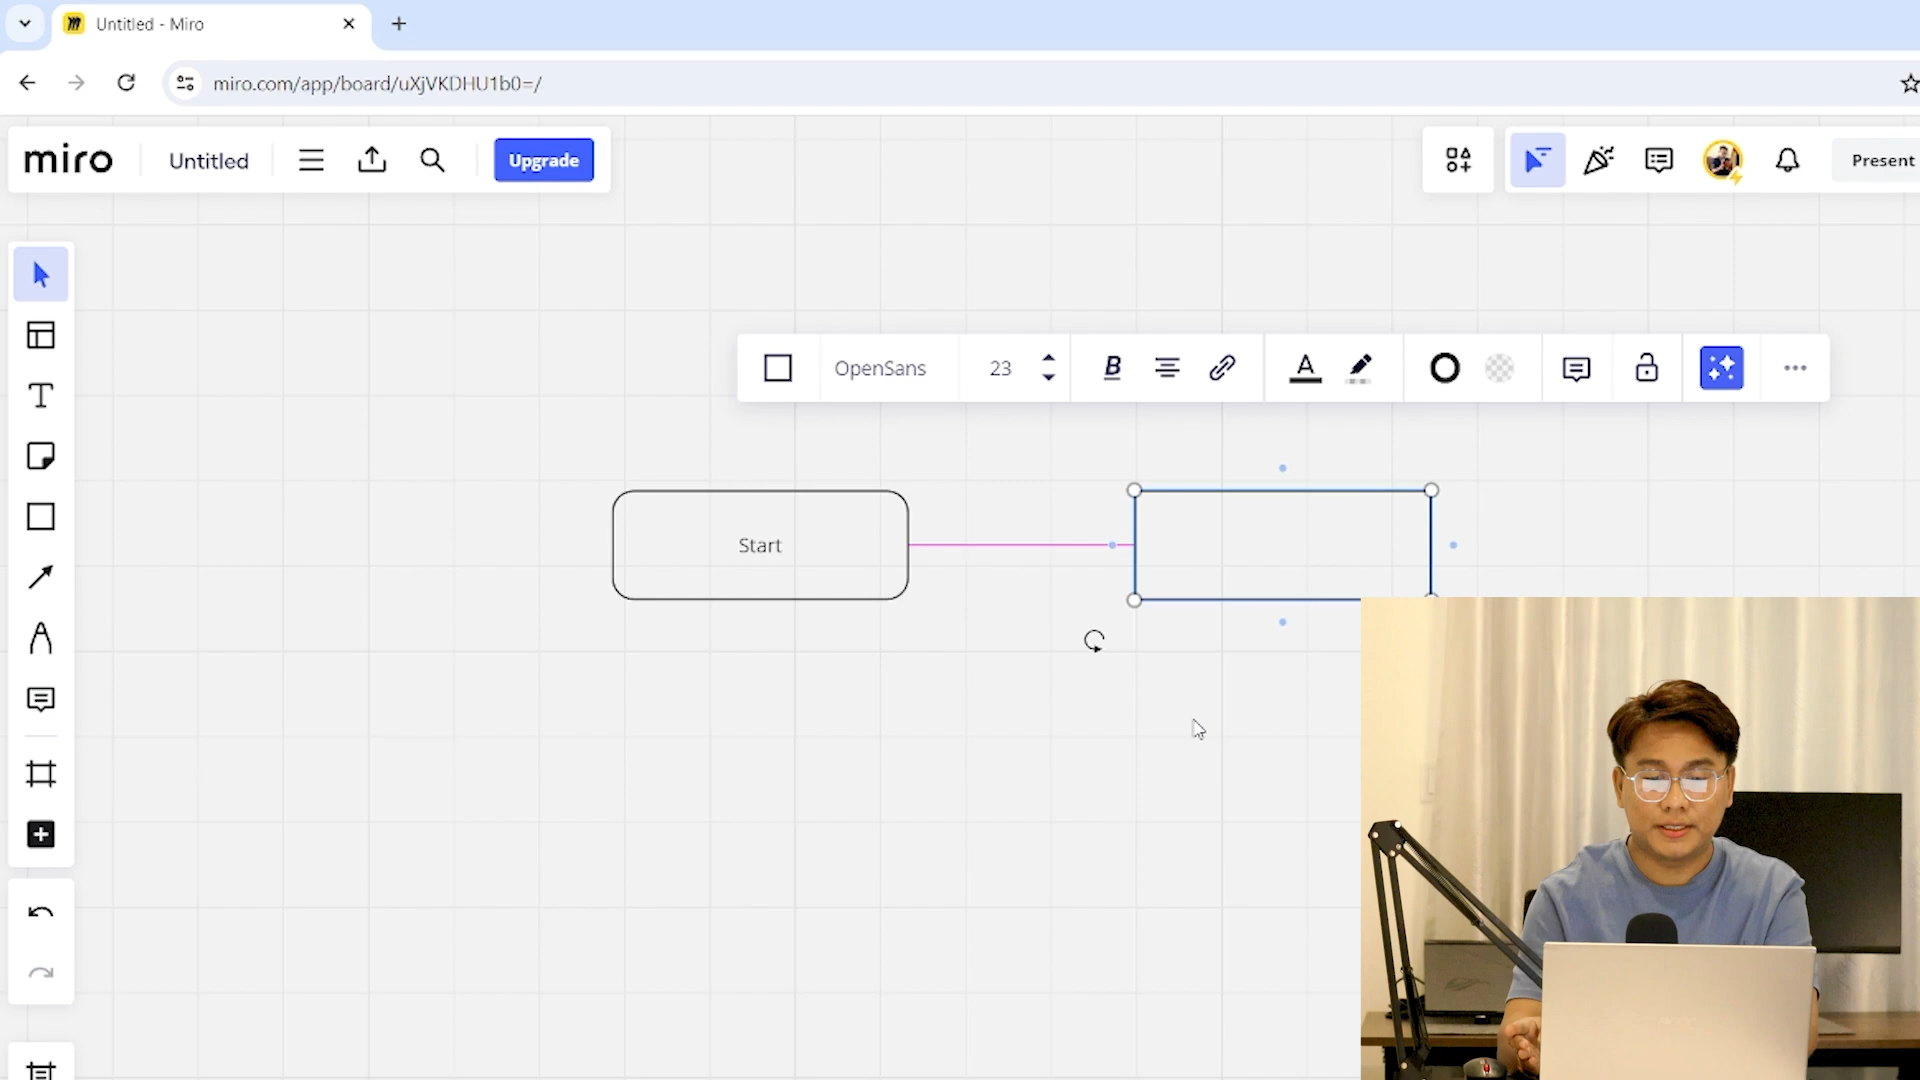 Untitled - Miro
miro.com/app/board/uXjVKDHU1b0=/
miro
Untitled
Upgrade
Present
OpenSans
23
B
A
Start